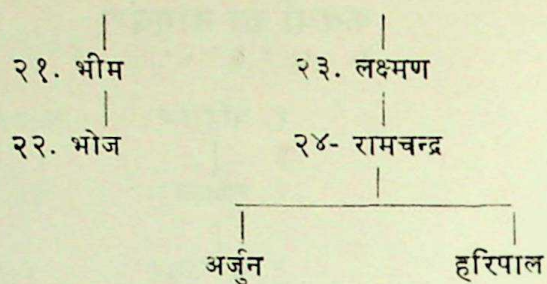 २१. भीम २३. लक्ष्मण
२२. भोज २४- रामचन्द्र
अर्जुन हरिपाल